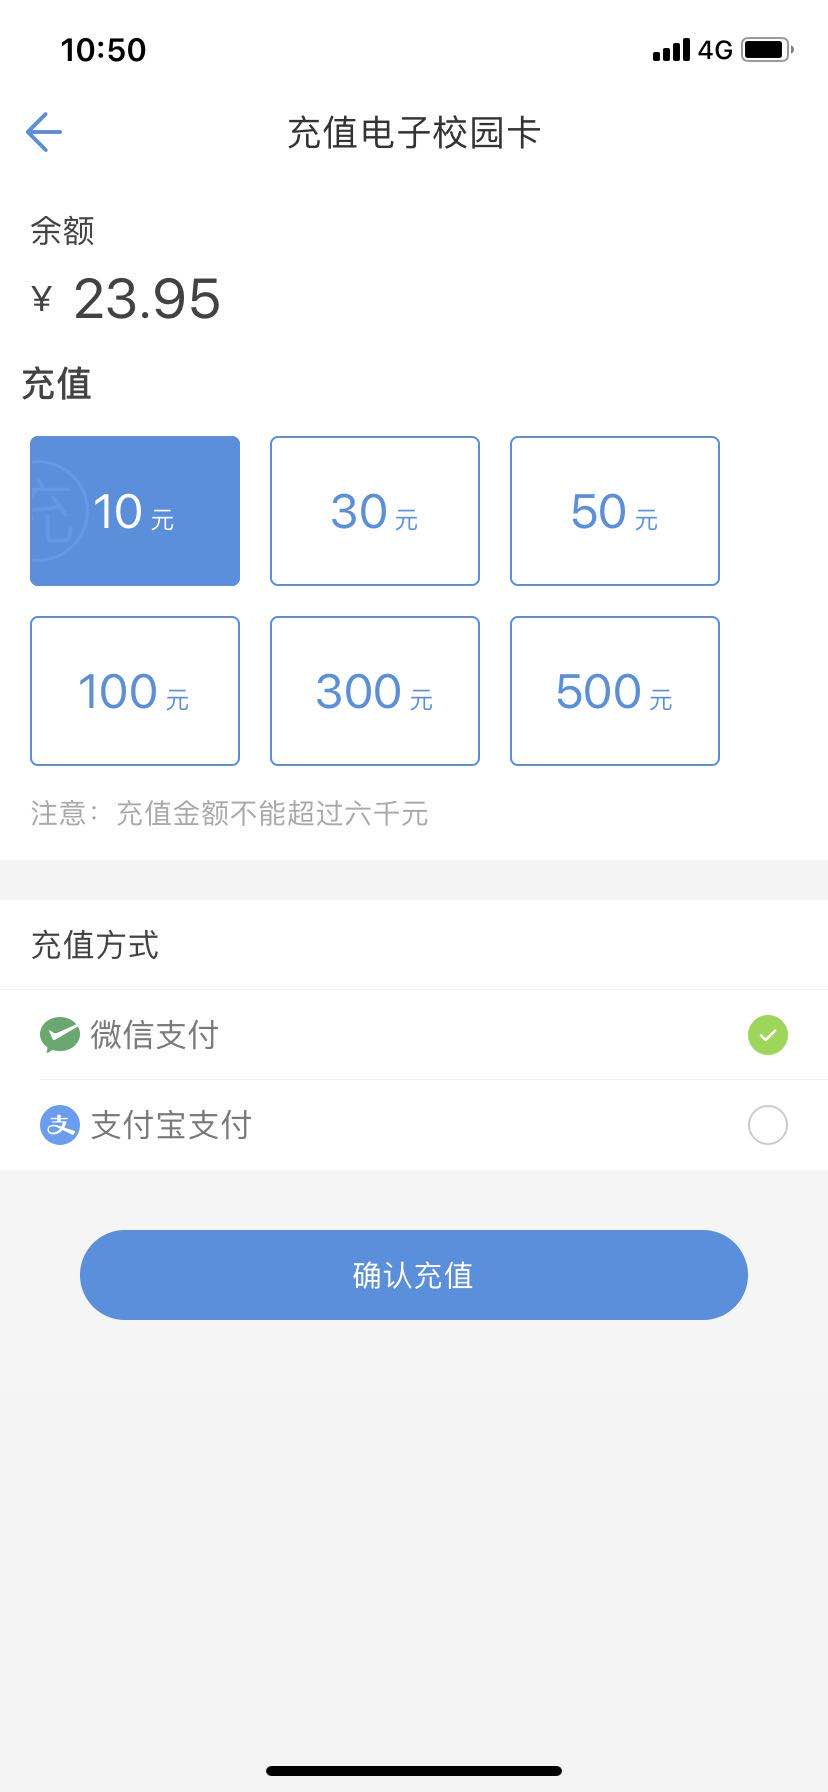 10:50 4G
充值电子校园卡
余额
¥ 23.95
充值
充 10 元 30 元 50 元
100 元 300 元 500 元
注意：充值金额不能超过六千元
充值方式
微信支付
支 支付宝支付
确认充值